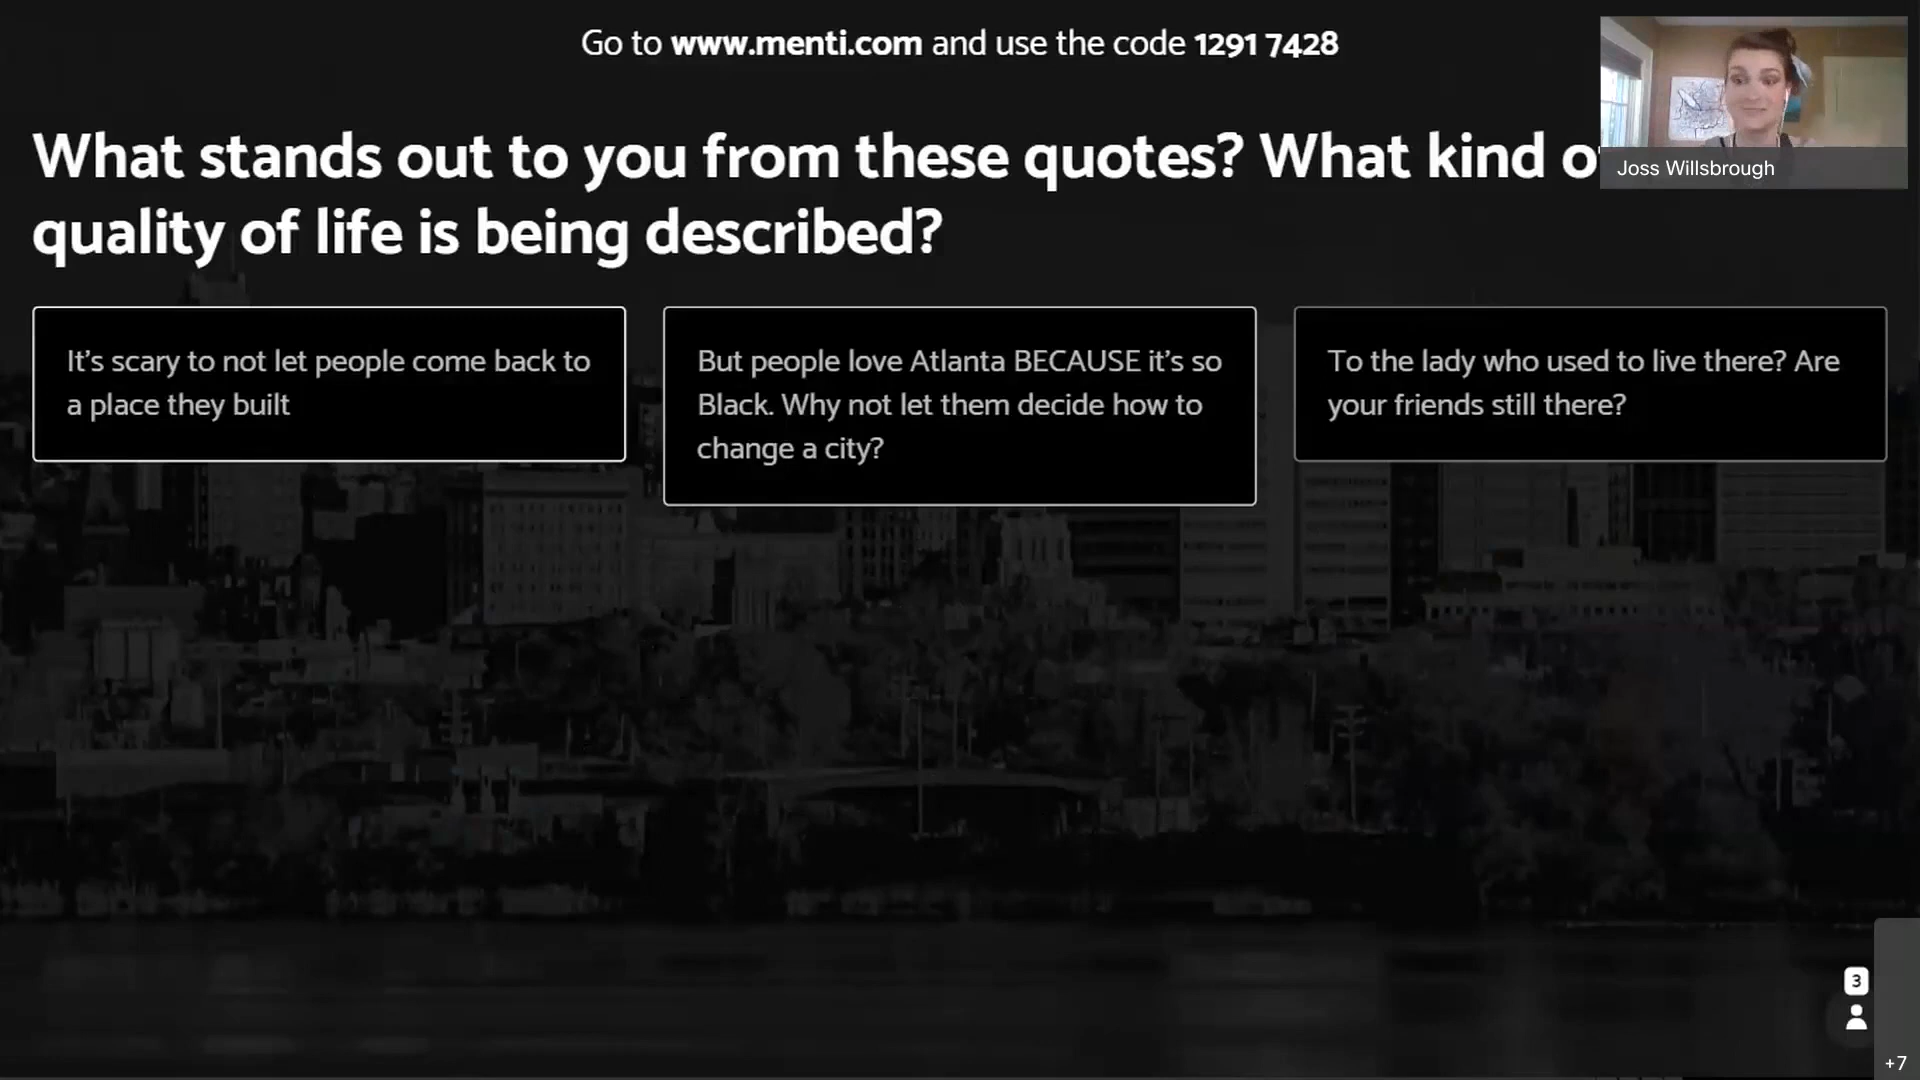 Go to www.menti.com and use the code 1291 7428
What stands out to you from these quotes? What kind o
quality of life is being described?
Joss Willsbrough
It's scary to not let people come back to
a place they built
But people love Atlanta BECAUSE it's so
Black. Why not let them decide how to
change a city?
To the lady who used to live there? Are
your friends still there?
3
+7